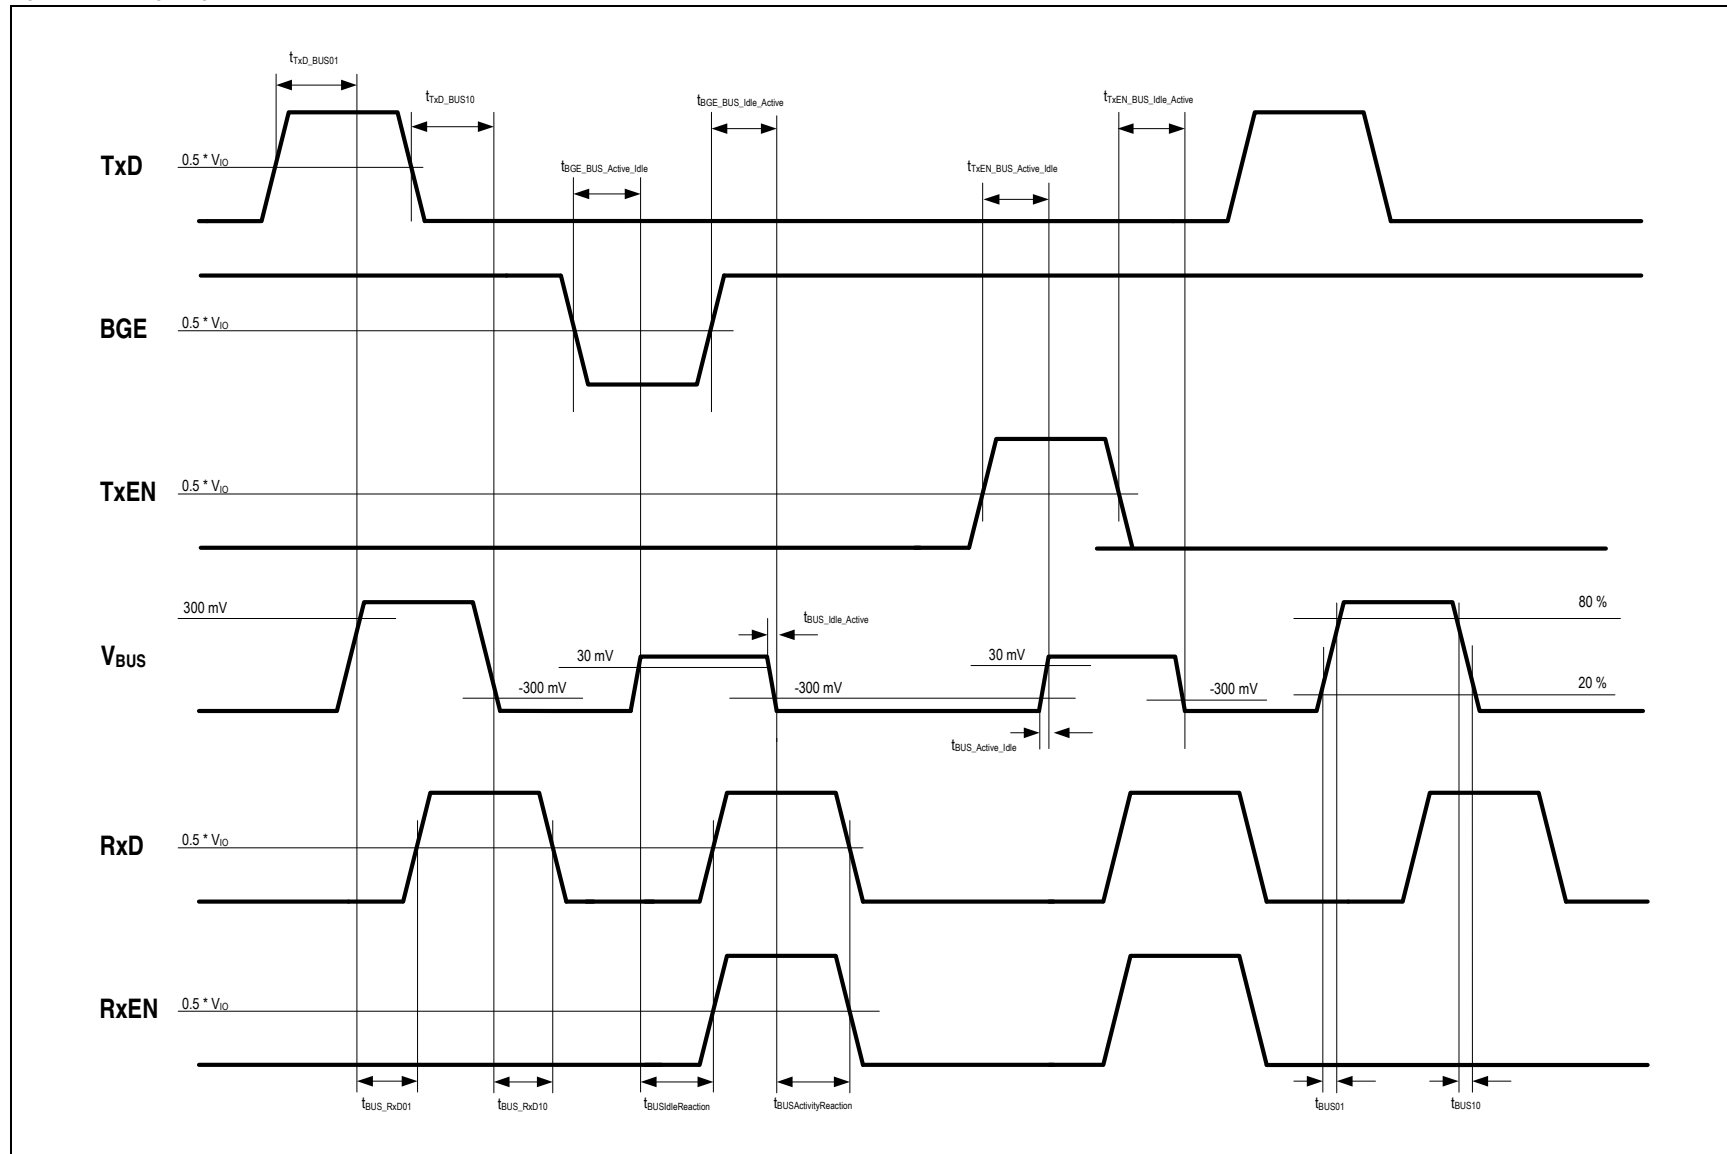 tTxD_BUS01
tTxD_BUS10
tBGE_BUS_Idle_Active
tTxEN_BUS_Idle_Active
TxD
0.5 * VIO
tBGE_BUS_Active_Idle
tTxEN_BUS_Active_Idle
BGE
0.5 * VIO
TxEN
0.5 * VIO
300 mV
tBUS_Idle_Active
80 %
VBUS
30 mV
30 mV
-300 mV
-300 mV
-300 mV
20 %
tBUS_Active_Idle
RxD
0.5 * VIO
RxEN
0.5 * VIO
tBUS_RxD01
tBUS_RxD10
tBUSIdleReaction
tBUSActivityReaction
tBUS01
tBUS10